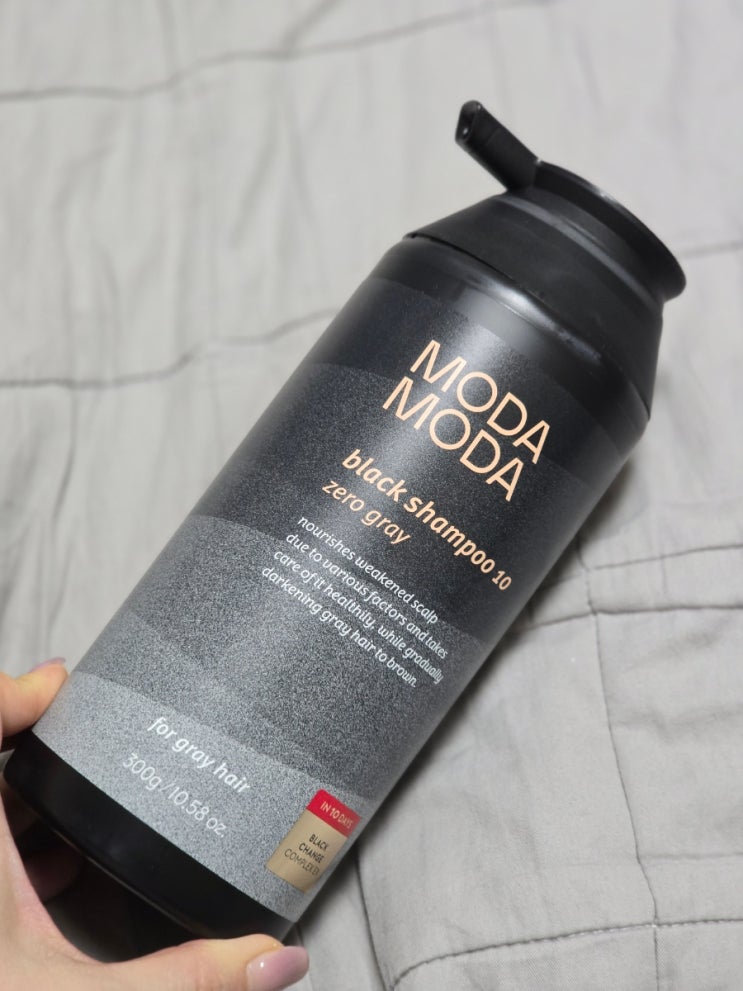 MODA
MODA
black shampoo 10
zero gray
nourishes weakened scalp
due to various factors and takes
care of it healthily, while gradually
darkening gray hair to brown.
for gray hair
300g / 10.58 oz.
IN 10 DAYS
BLACK
CHANGE
COMPLEX EX